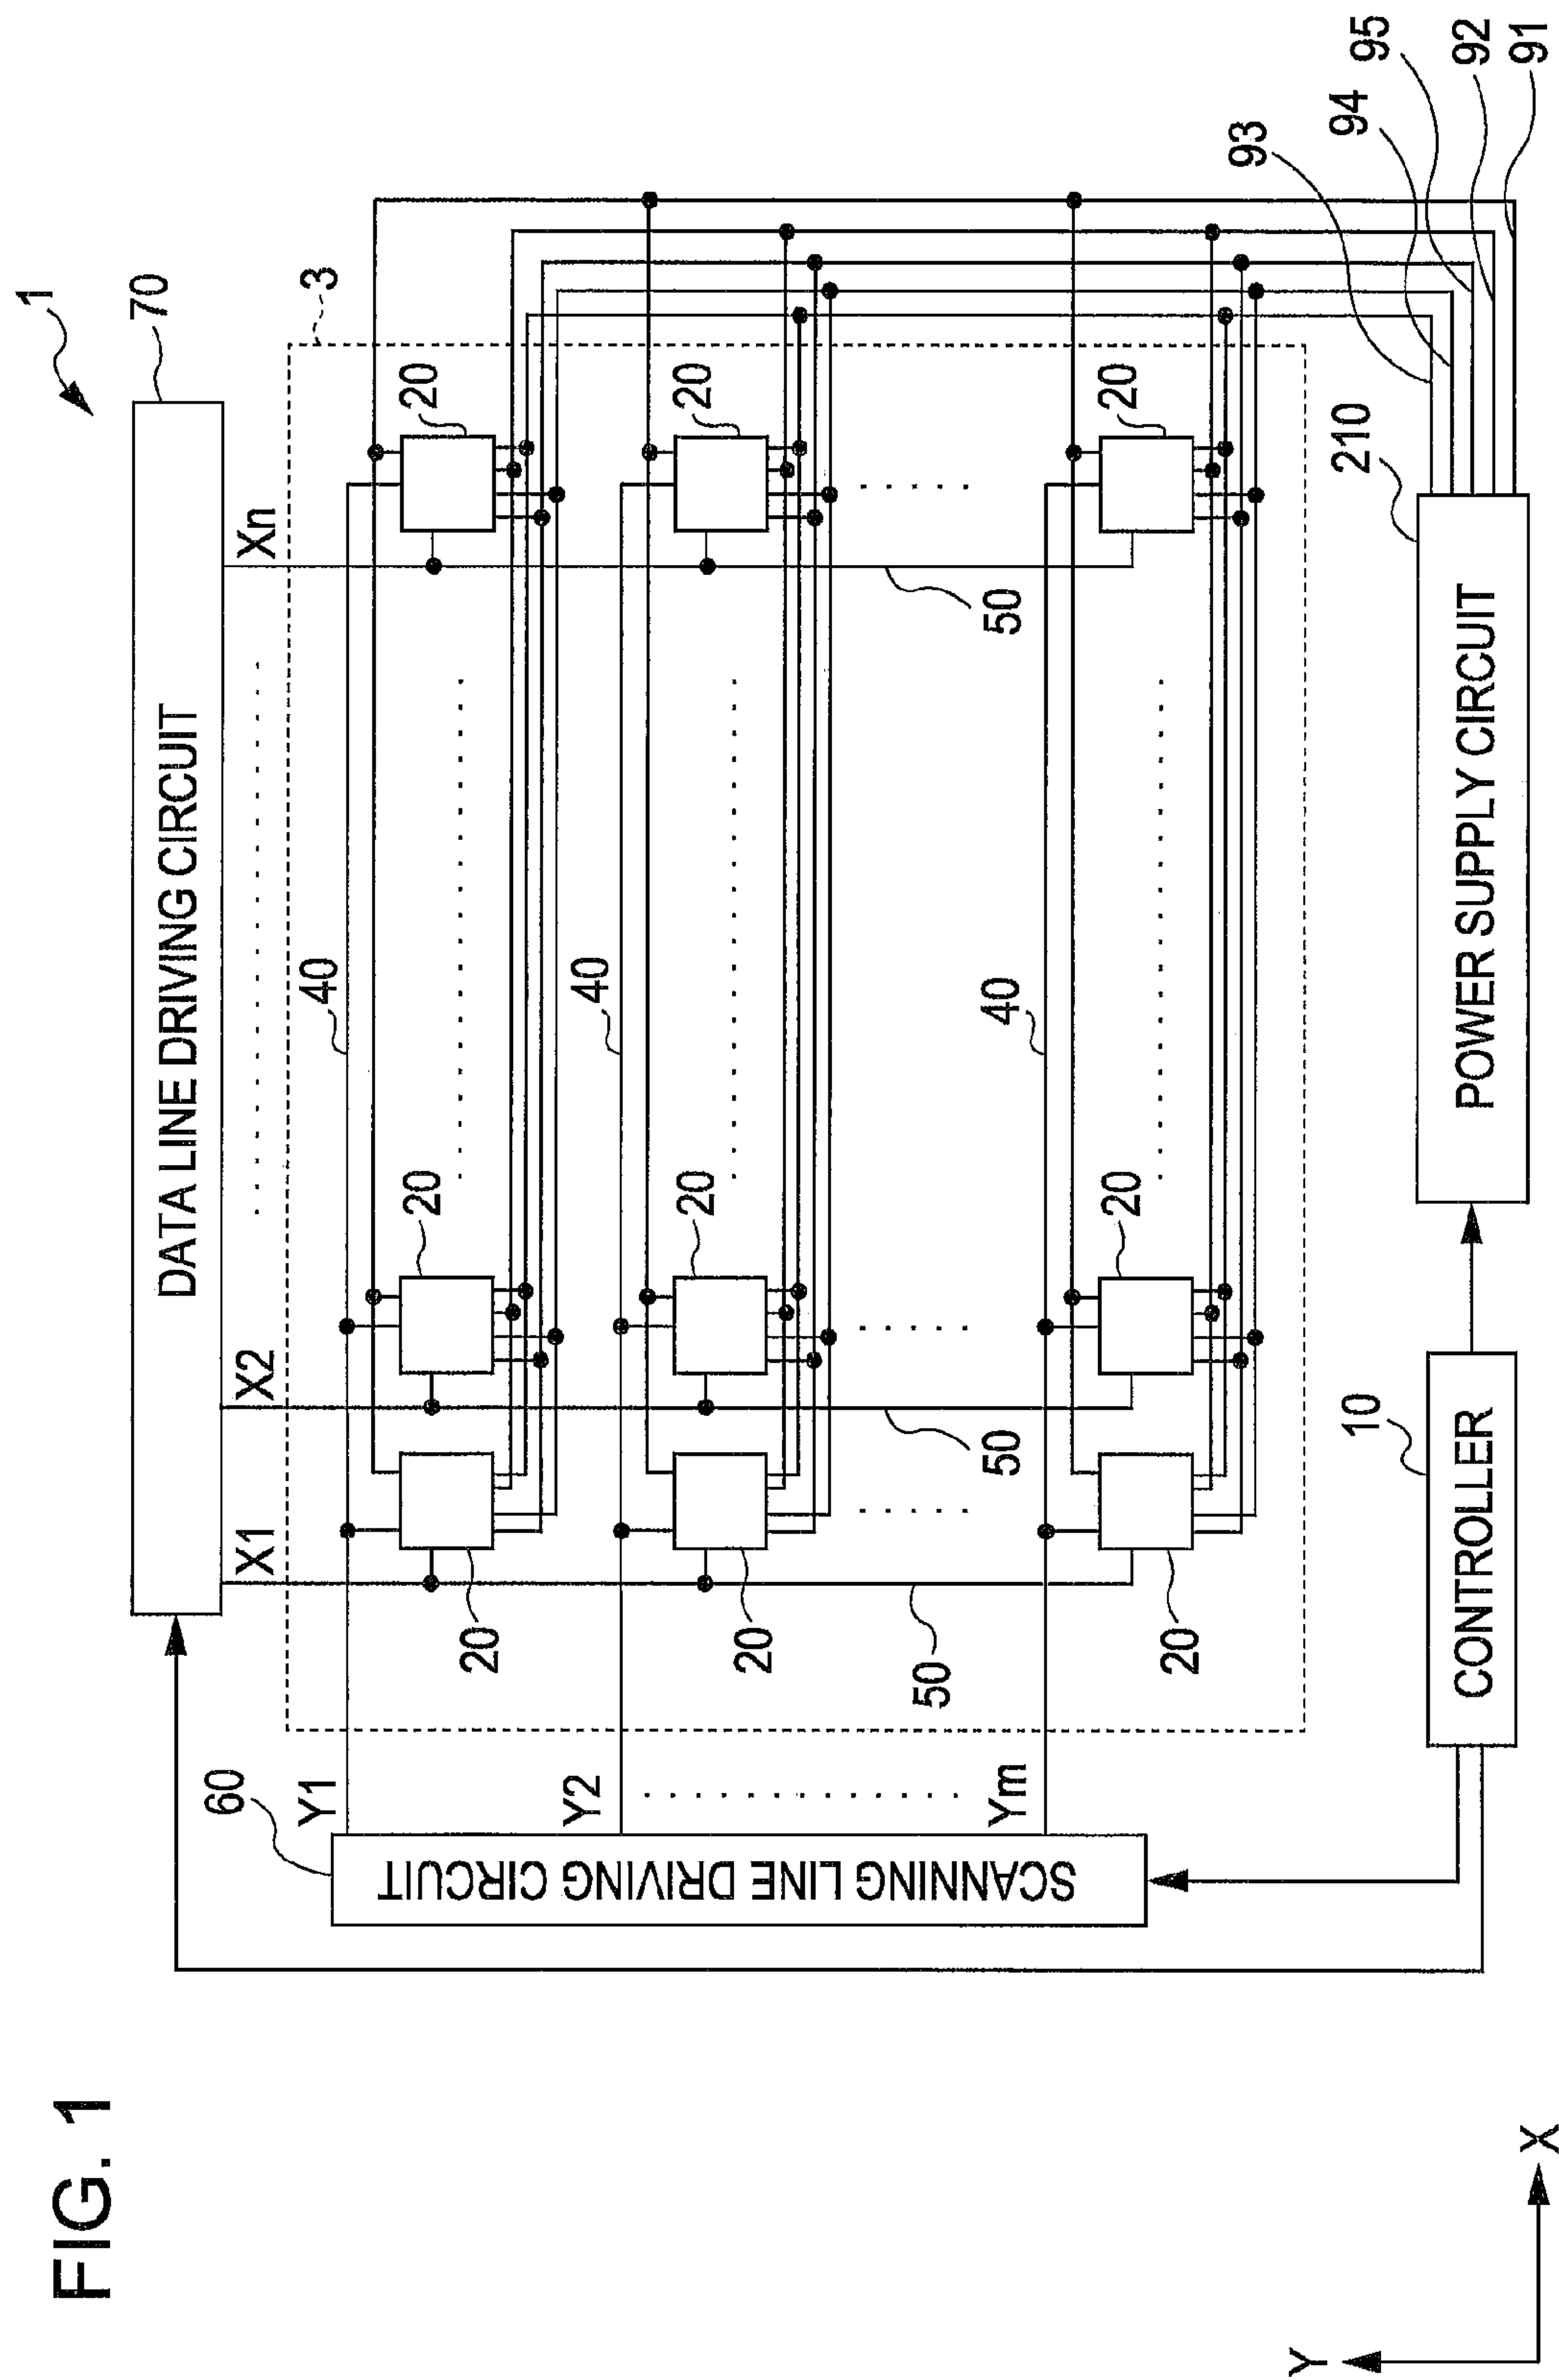 FIG. 1
1
70
DATA LINE DRIVING CIRCUIT
X1
X2
Xn
3
60
Y1
40
20
20
20
SCANNING LINE DRIVING CIRCUIT
Y2
40
20
20
20
50
50
50
Ym
40
20
20
20
93
94
95
92
91
10
CONTROLLER
210
POWER SUPPLY CIRCUIT
Y
X